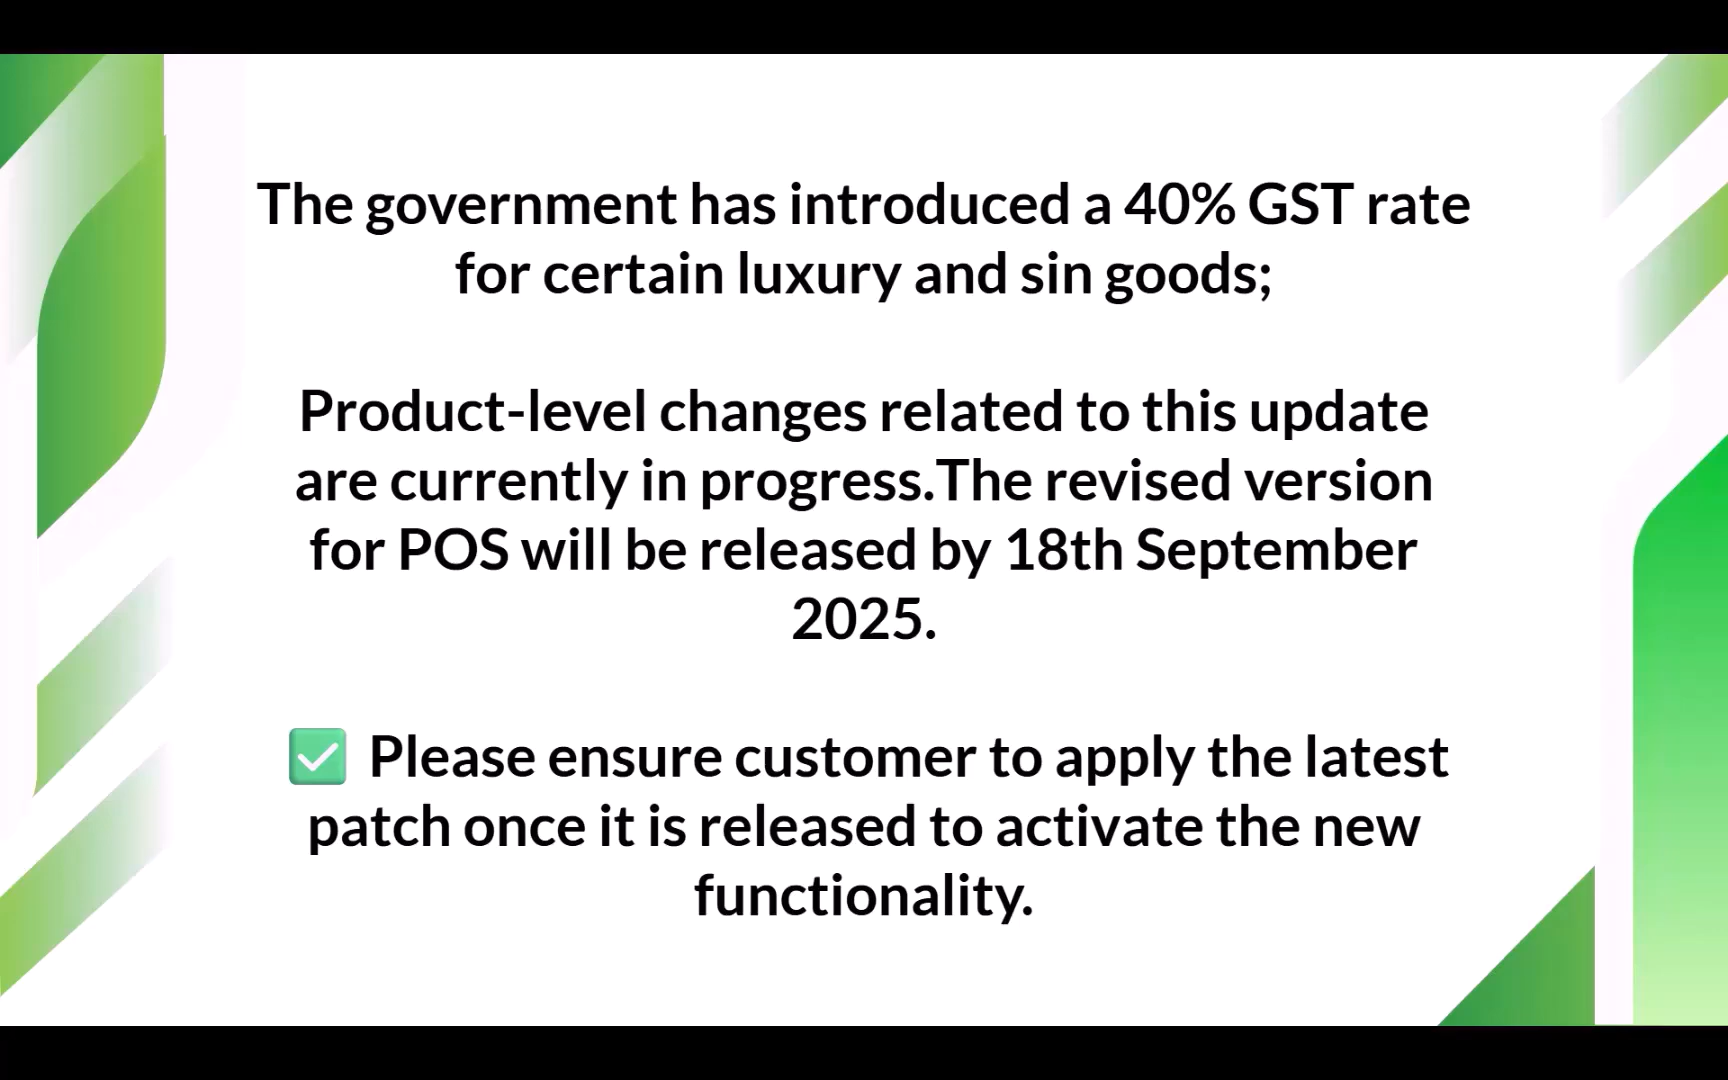 The government has introduced a 40% GST rate
for certain luxury and sin goods;
Product-level changes related to this update
are currently in progress.The revised version
for POS will be released by 18th September
2025.
✅ Please ensure customer to apply the latest
patch once it is released to activate the new
functionality.